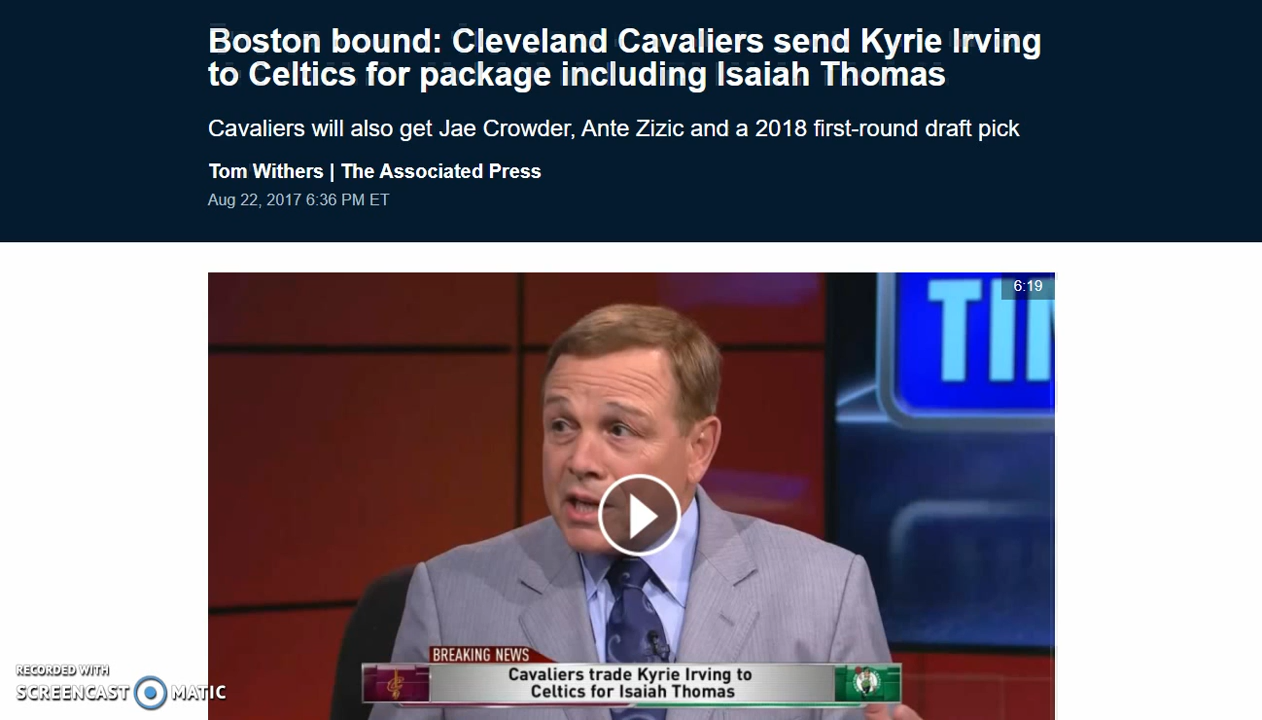 Boston bound: Cleveland Cavaliers send Kyrie Irving
to Celtics for package including Isaiah Thomas
Cavaliers will also get Jae Crowder, Ante Zizic and a 2018 first-round draft pick
Tom Withers | The Associated Press
Aug 22, 2017 6:36 PM ET
6:19
TI
BREAKING NEWS
Cavaliers trade Kyrie Irving to
Celtics for Isaiah Thomas
RECORDED WITH
SCREENCAST MATIC